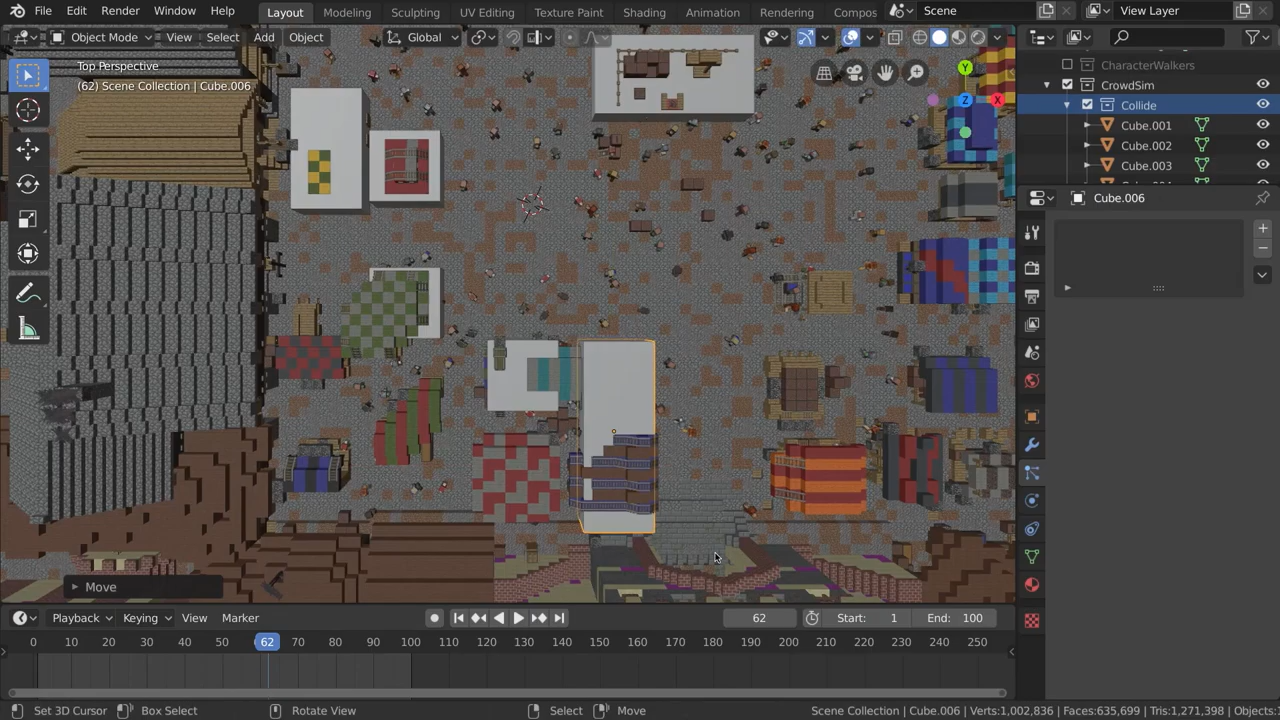 File Edit Render Window Help Layout Modeling Sculpting UV Editing Texture Paint Shading Animation Rendering Compos Scene View Layer
Object Mode View Select Add Object Global
Top Perspective
(62) Scene Collection | Cube.006
CharacterWalkers
CrowdSim
Collide
Cube.001
Cube.002
Cube.003
Cube.006
Y
Z
X
Move
Playback Keying View Marker 62 Start: 1 End: 100
0 10 20 30 40 50 62 70 80 90 100 110 120 130 140 150 160 170 180 190 200 210 220 230 240 250
Set 3D Cursor Box Select Rotate View Select Move Scene Collection | Cube.006 | Verts:1,002,836 | Faces:635,699 | Tris:1,271,398 | Objects: